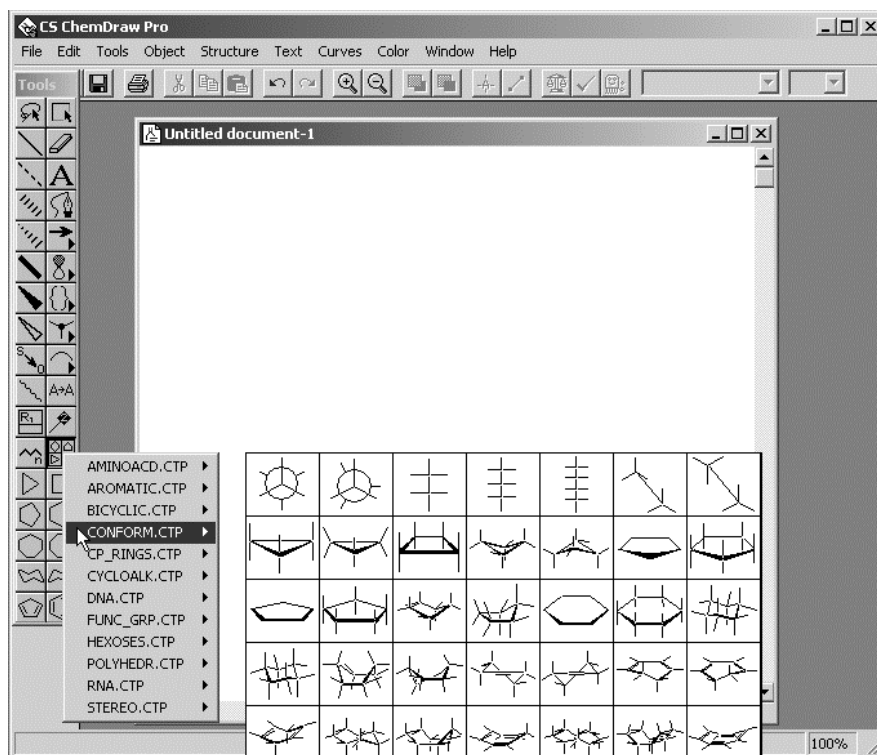 CS ChemDraw Pro
File Edit Tools Object Structure Text Curves Color Window Help
Tools
Untitled document-1
A
S
O
A→A
R1
n
AMINOACD.CTP
AROMATIC.CTP
BICYCLIC.CTP
CONFORM.CTP
CP_RINGS.CTP
CYCLOALK.CTP
DNA.CTP
FUNC_GRP.CTP
HEXOSES.CTP
POLYHEDR.CTP
RNA.CTP
STEREO.CTP
100%